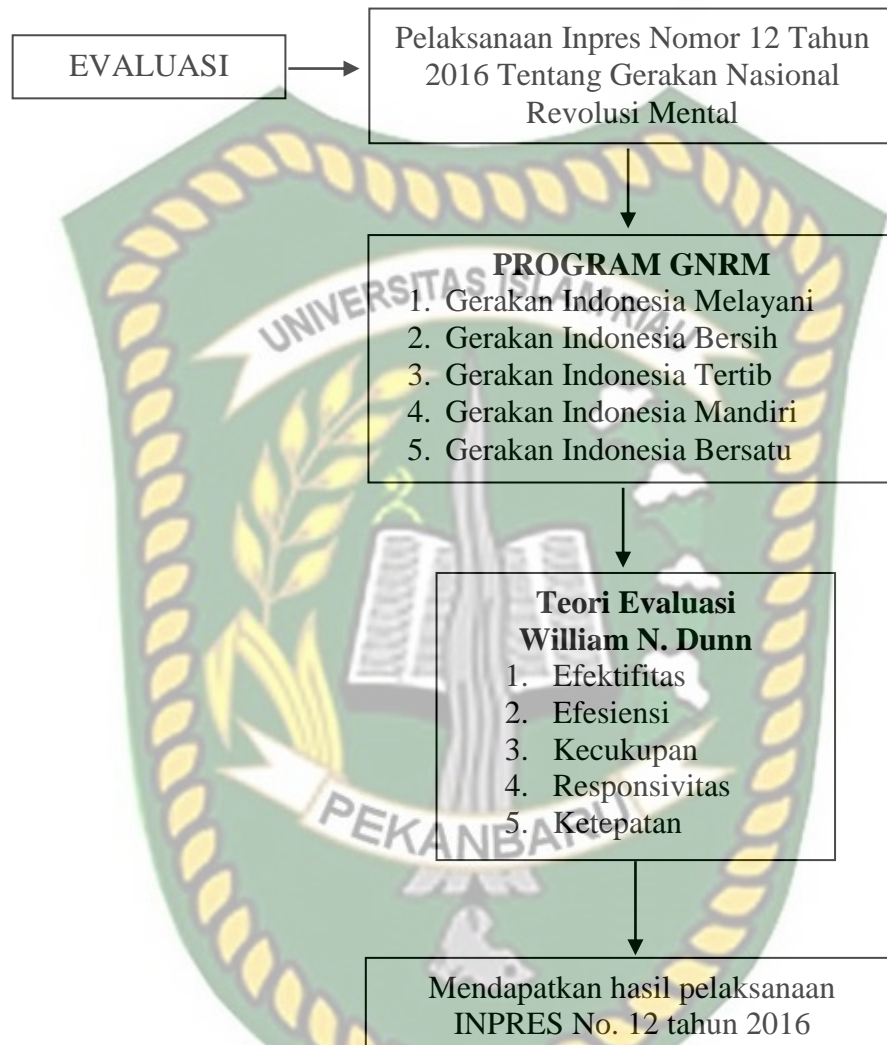 EVALUASI
Pelaksanaan Inpres Nomor 12 Tahun
2016 Tentang Gerakan Nasional
Revolusi Mental
UNIVERSITAS ISLAM RIAU
PROGRAM GNRM
1. Gerakan Indonesia Melayani
2. Gerakan Indonesia Bersih
3. Gerakan Indonesia Tertib
4. Gerakan Indonesia Mandiri
5. Gerakan Indonesia Bersatu
Teori Evaluasi
William N. Dunn
1. Efektifitas
2. Efesiensi
3. Kecukupan
4. Responsivitas
5. Ketepatan
PEKANBARU
Mendapatkan hasil pelaksanaan
INPRES No. 12 tahun 2016